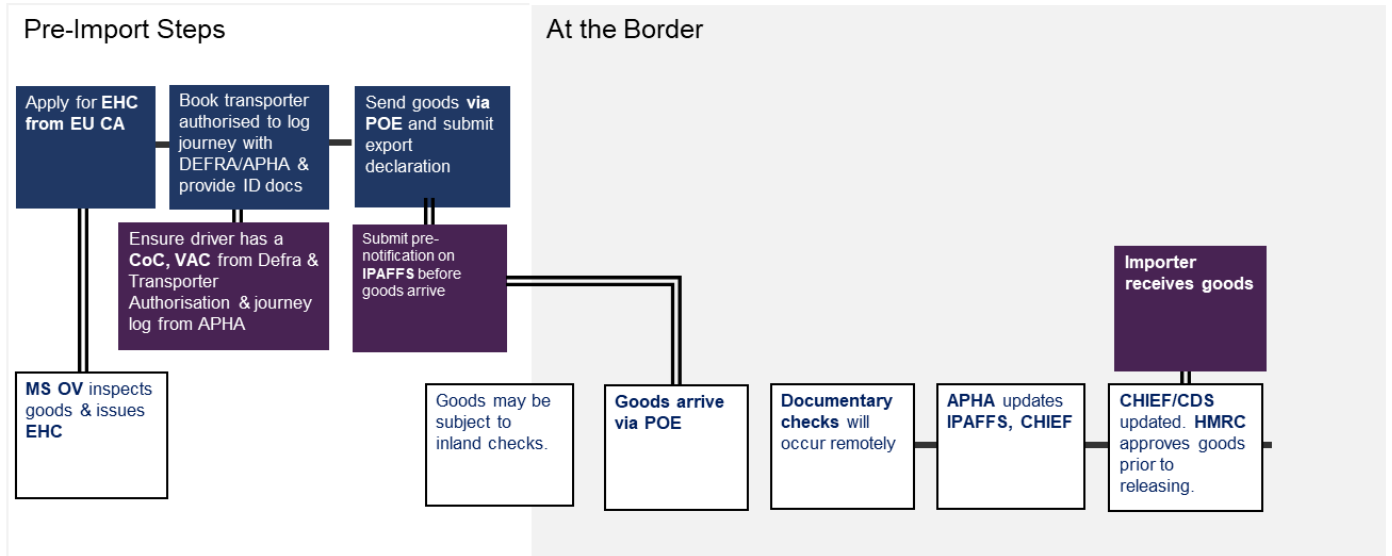 Pre-Import Steps
At the Border
Apply for EHC
from EU CA
Book transporter
authorised to log
journey with
DEFRA/APHA &
provide ID docs
Send goods via
POE and submit
export
declaration
Ensure driver has a
CoC, VAC from Defra &
Transporter
Authorisation & journey
log from APHA
Submit pre-
notification on
IPAFFS before
goods arrive
Importer
receives goods
MS OV inspects
goods & issues
EHC
Goods may be
subject to
inland checks.
Goods arrive
via POE
Documentary
checks will
occur remotely
APHA updates
IPAFFS, CHIEF
CHIEF/CDS
updated. HMRC
approves goods
prior to
releasing.